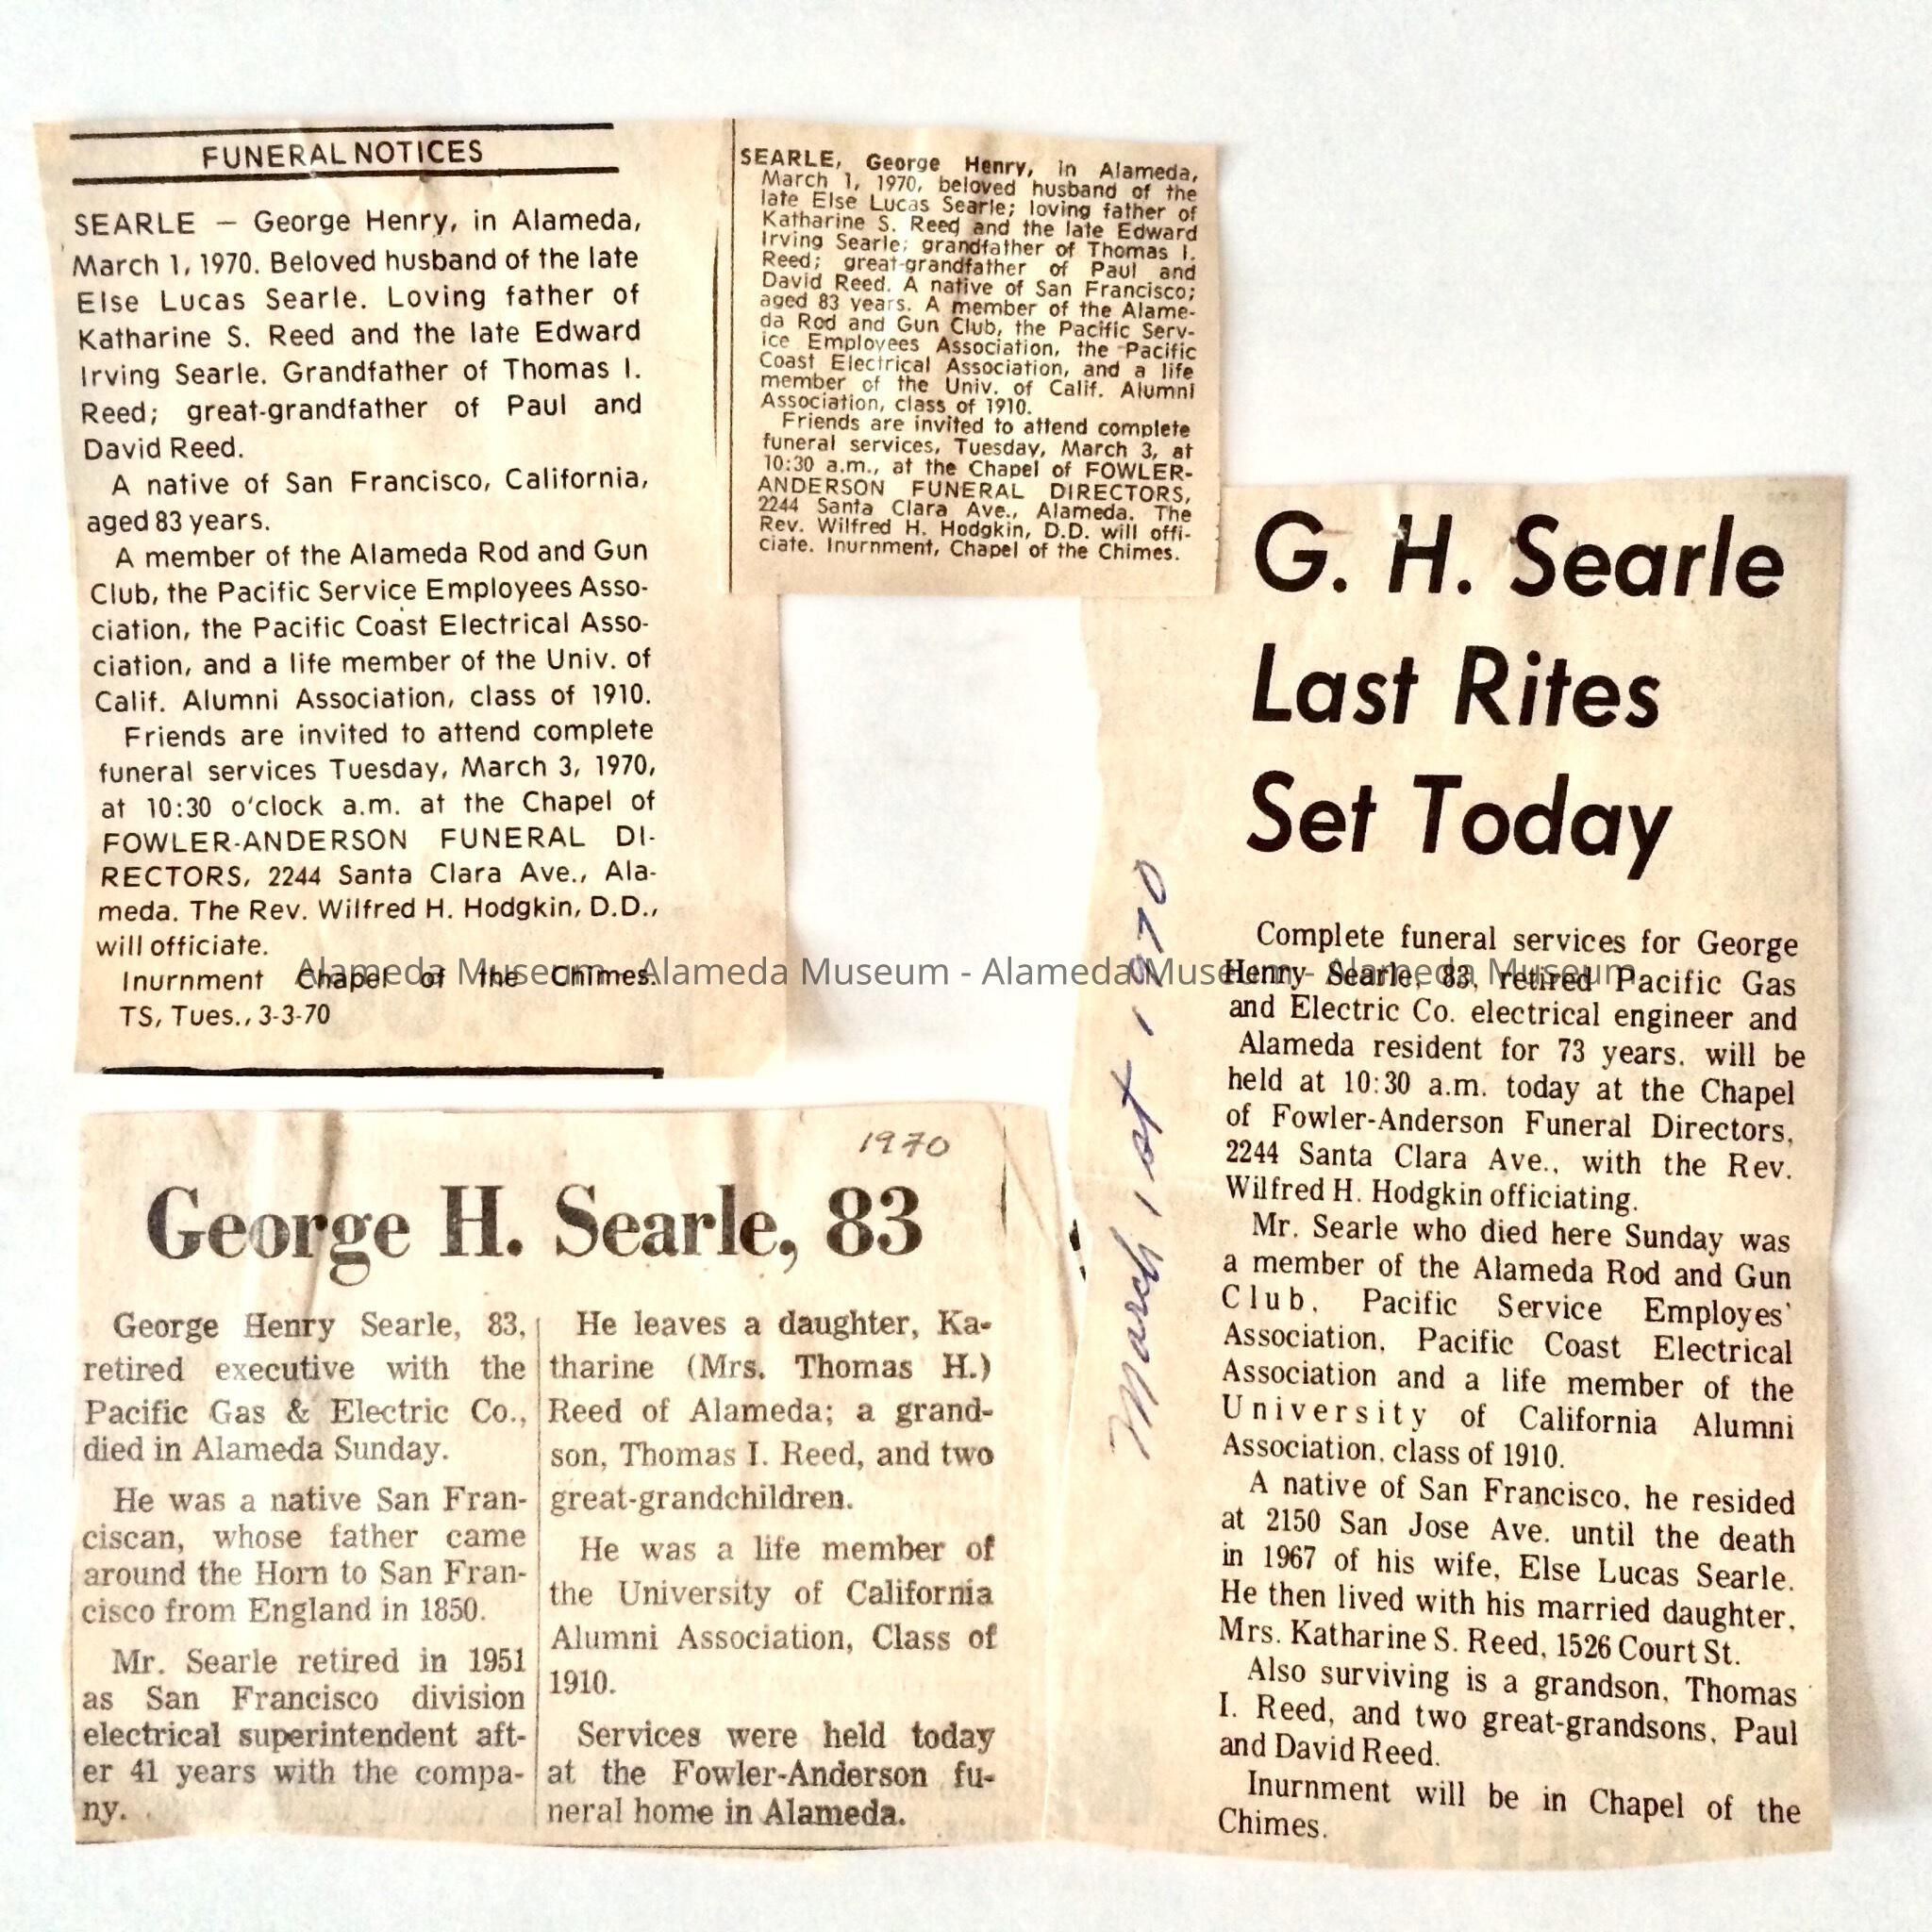 FUNERAL NOTICES
SEARLE — George Henry, in Alameda,
March 1, 1970. Beloved husband of the late
Else Lucas Searle. Loving father of
Katharine S. Reed and the late Edward
Irving Searle. Grandfather of Thomas I.
Reed; great-grandfather of Paul and
David Reed.
A native of San Francisco, California,
aged 83 years.
A member of the Alameda Rod and Gun
Club, the Pacific Service Employees Asso-
ciation, the Pacific Coast Electrical Asso-
ciation, and a life member of the Univ. of
Calif. Alumni Association, class of 1910.
Friends are invited to attend complete
funeral services Tuesday, March 3, 1970,
at 10:30 o'clock a.m. at the Chapel of
FOWLER-ANDERSON FUNERAL DI-
RECTORS, 2244 Santa Clara Ave., Ala-
meda. The Rev. Wilfred H. Hodgkin, D.D.,
will officiate.
Inurnment Chapel of the Chimes.
TS, Tues., 3-3-70
SEARLE, George Henry, in Alameda,
March 1, 1970, beloved husband of the
late Else Lucas Searle; loving father of
Katharine S. Reed and the late Edward
Irving Searle; grandfather of Thomas I.
Reed; great-grandfather of Paul and
David Reed. A native of San Francisco;
aged 83 years. A member of the Alame-
da Rod and Gun Club, the Pacific Serv-
ice Employees Association, the Pacific
Coast Electrical Association, and a life
member of the Univ. of Calif. Alumni
Association, class of 1910.
Friends are invited to attend complete
funeral services, Tuesday, March 3, at
10:30 a.m., at the Chapel of FOWLER-
ANDERSON FUNERAL DIRECTORS,
2244 Santa Clara Ave., Alameda. The
Rev. Wilfred H. Hodgkin, D.D. will offi-
ciate. Inurnment, Chapel of the Chimes.
G. H. Searle
Last Rites
Set Today
Complete funeral services for George
Henry Searle, 83, retired Pacific Gas
and Electric Co. electrical engineer and
Alameda resident for 73 years. will be
held at 10:30 a.m. today at the Chapel
of Fowler-Anderson Funeral Directors,
2244 Santa Clara Ave., with the Rev.
Wilfred H. Hodgkin officiating.
Mr. Searle who died here Sunday was
a member of the Alameda Rod and Gun
Club, Pacific Service Employes'
Association, Pacific Coast Electrical
Association and a life member of the
University of California Alumni
Association, class of 1910.
A native of San Francisco, he resided
at 2150 San Jose Ave. until the death
in 1967 of his wife, Else Lucas Searle.
He then lived with his married daughter,
Mrs. Katharine S. Reed, 1526 Court St.
Also surviving is a grandson, Thomas
I. Reed, and two great-grandsons, Paul
and David Reed.
Inurnment will be in Chapel of the
Chimes.
March 1st 1970
1970
George H. Searle, 83
George Henry Searle, 83,
retired executive with the
Pacific Gas & Electric Co.,
died in Alameda Sunday.
He was a native San Fran-
ciscan, whose father came
around the Horn to San Fran-
cisco from England in 1850.
Mr. Searle retired in 1951
as San Francisco division
electrical superintendent aft-
er 41 years with the compa-
ny.
He leaves a daughter, Ka-
tharine (Mrs. Thomas H.)
Reed of Alameda; a grand-
son, Thomas I. Reed, and two
great-grandchildren.
He was a life member of
the University of California
Alumni Association, Class of
1910.
Services were held today
at the Fowler-Anderson fu-
neral home in Alameda.
Alameda Museum - Alameda Museum - Alameda Museum - Alameda Museum